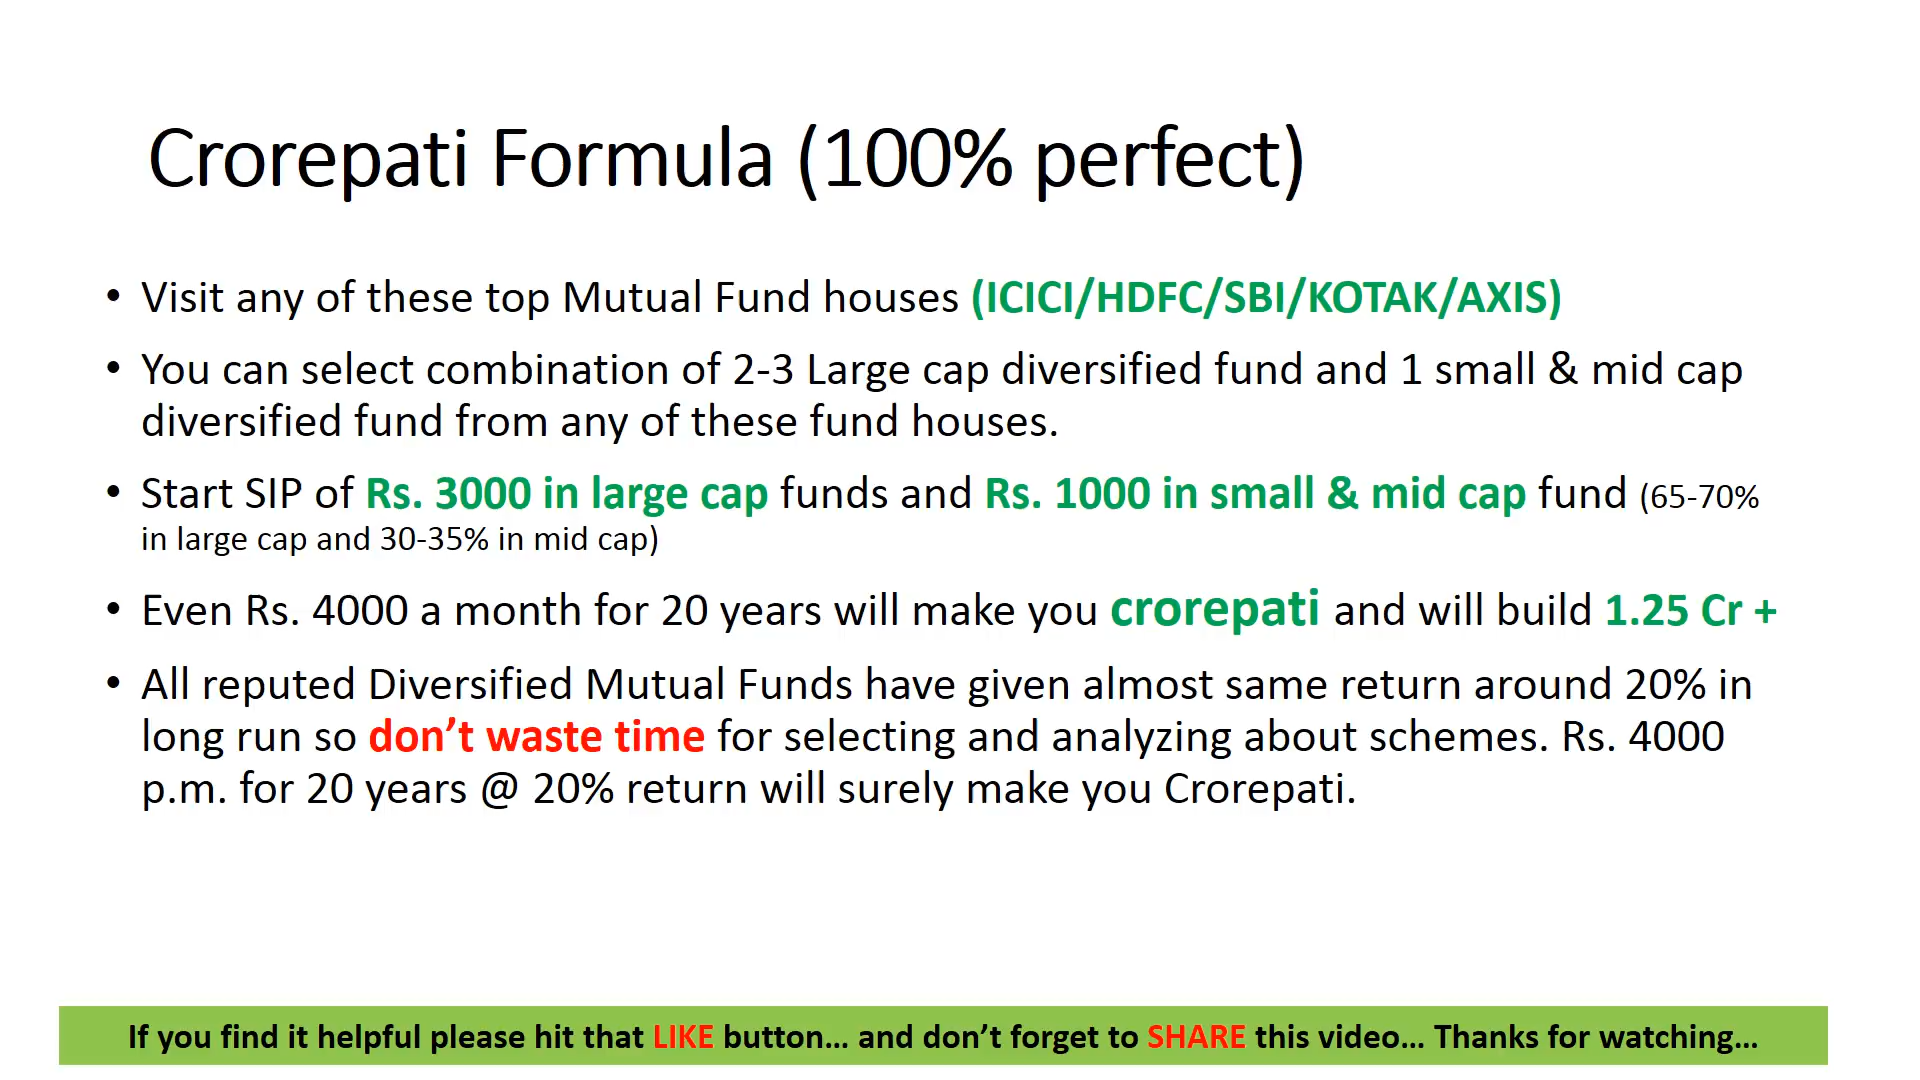 Crorepati Formula (100% perfect)
• Visit any of these top Mutual Fund houses (ICICI/HDFC/SBI/KOTAK/AXIS)
• You can select combination of 2-3 Large cap diversified fund and 1 small & mid cap
diversified fund from any of these fund houses.
• Start SIP of Rs. 3000 in large cap funds and Rs. 1000 in small & mid cap fund (65-70%
in large cap and 30-35% in mid cap)
• Even Rs. 4000 a month for 20 years will make you crorepati and will build 1.25 Cr +
• All reputed Diversified Mutual Funds have given almost same return around 20% in
long run so don’t waste time for selecting and analyzing about schemes. Rs. 4000
p.m. for 20 years @ 20% return will surely make you Crorepati.
If you find it helpful please hit that LIKE button... and don’t forget to SHARE this video... Thanks for watching...